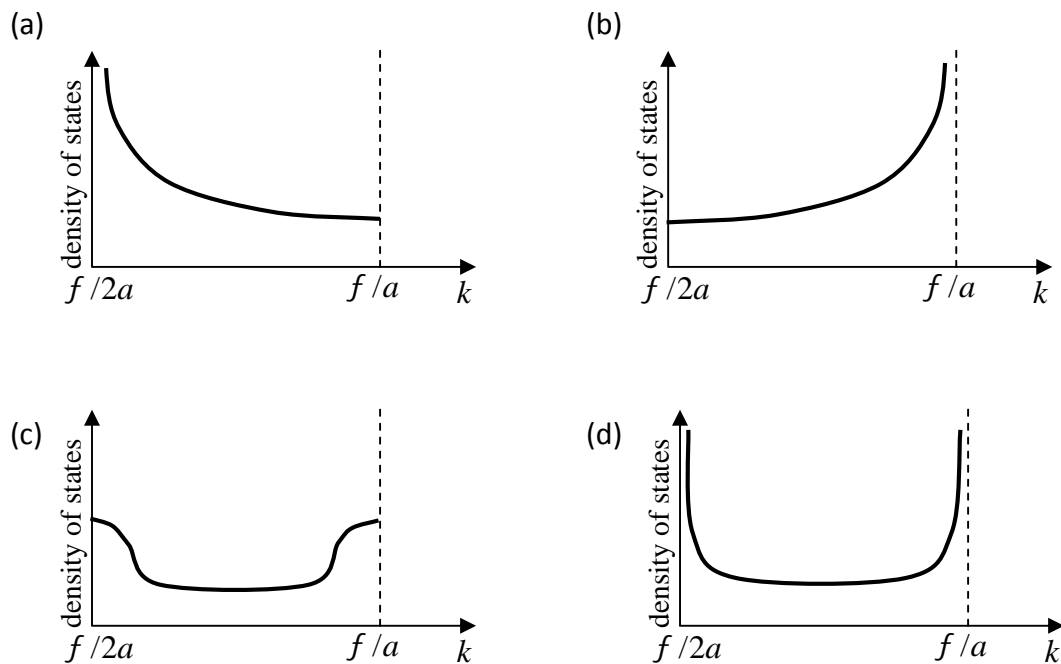 (a)
density of states
f/2a
f/a
k
(b)
density of states
f/2a
f/a
k
(c)
density of states
f/2a
f/a
k
(d)
density of states
f/2a
f/a
k